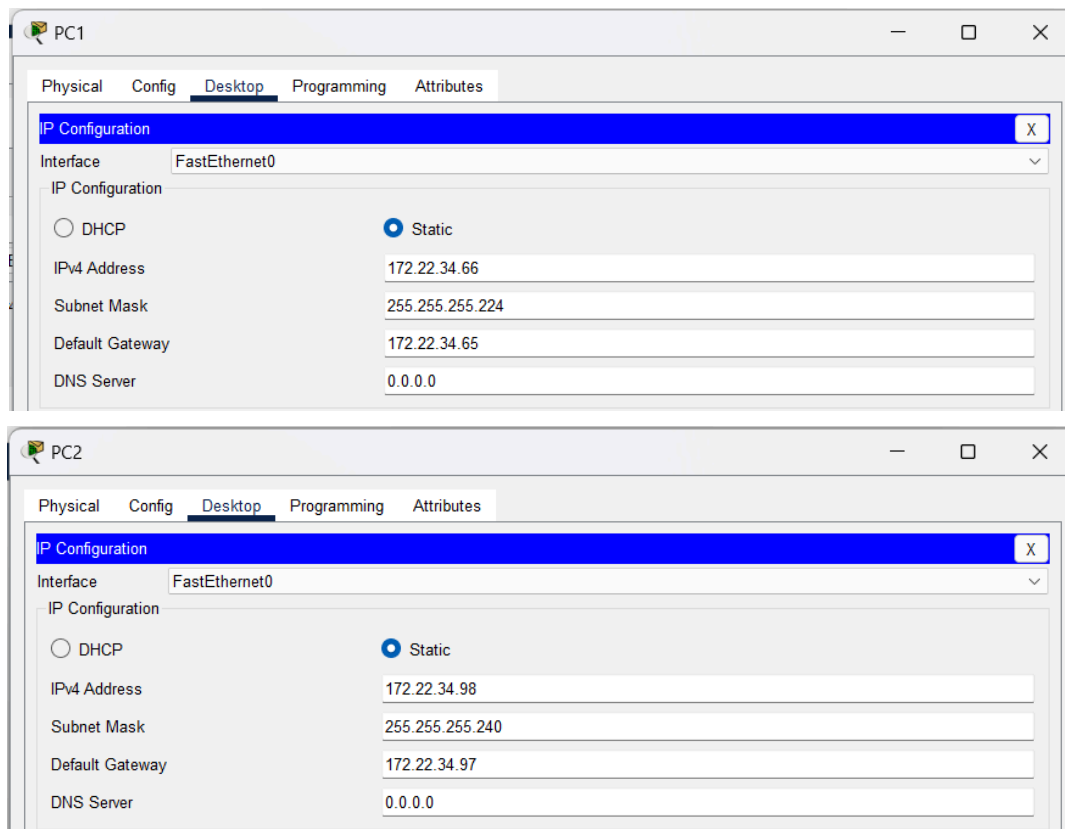 PC1
Physical Config Desktop Programming Attributes
IP Configuration X
Interface FastEthernet0
IP Configuration
DHCP Static
IPv4 Address 172.22.34.66
Subnet Mask 255.255.255.224
Default Gateway 172.22.34.65
DNS Server 0.0.0.0
PC2
Physical Config Desktop Programming Attributes
IP Configuration X
Interface FastEthernet0
IP Configuration
DHCP Static
IPv4 Address 172.22.34.98
Subnet Mask 255.255.255.240
Default Gateway 172.22.34.97
DNS Server 0.0.0.0